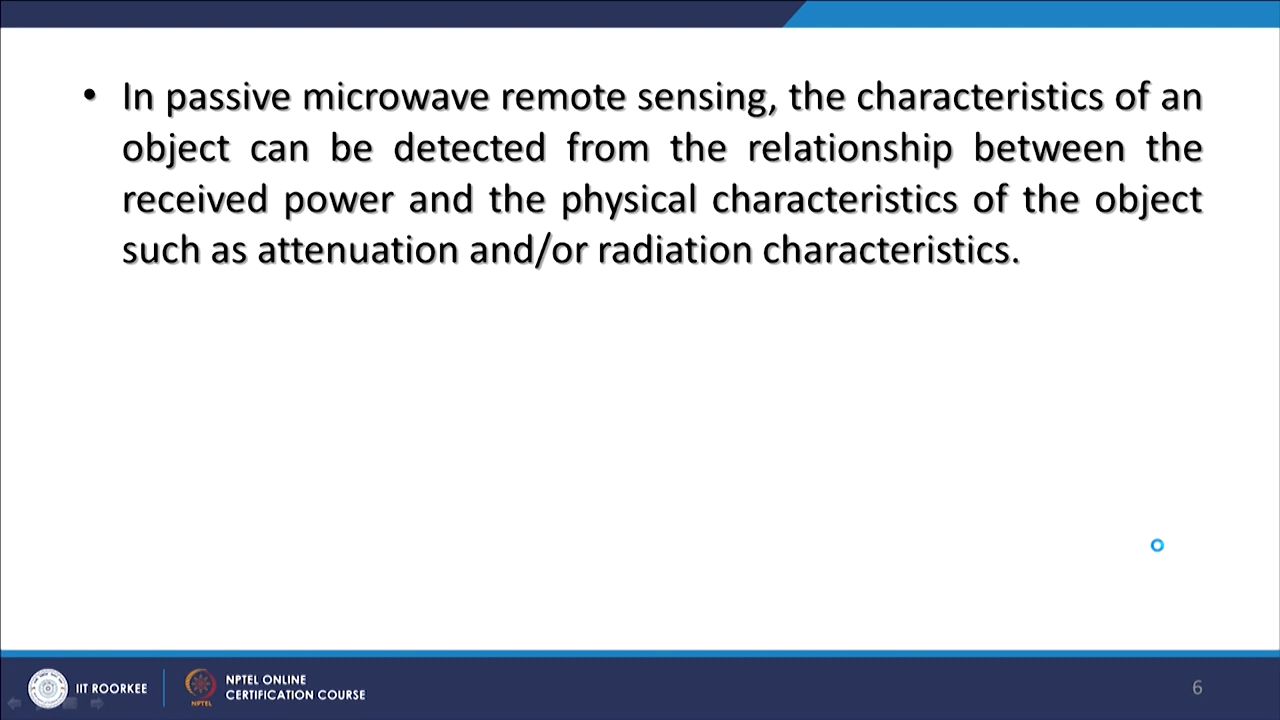 • In passive microwave remote sensing, the characteristics of an
object can be detected from the relationship between the
received power and the physical characteristics of the object
such as attenuation and/or radiation characteristics.
IIT ROORKEE
NPTEL
NPTEL ONLINE
CERTIFICATION COURSE
6